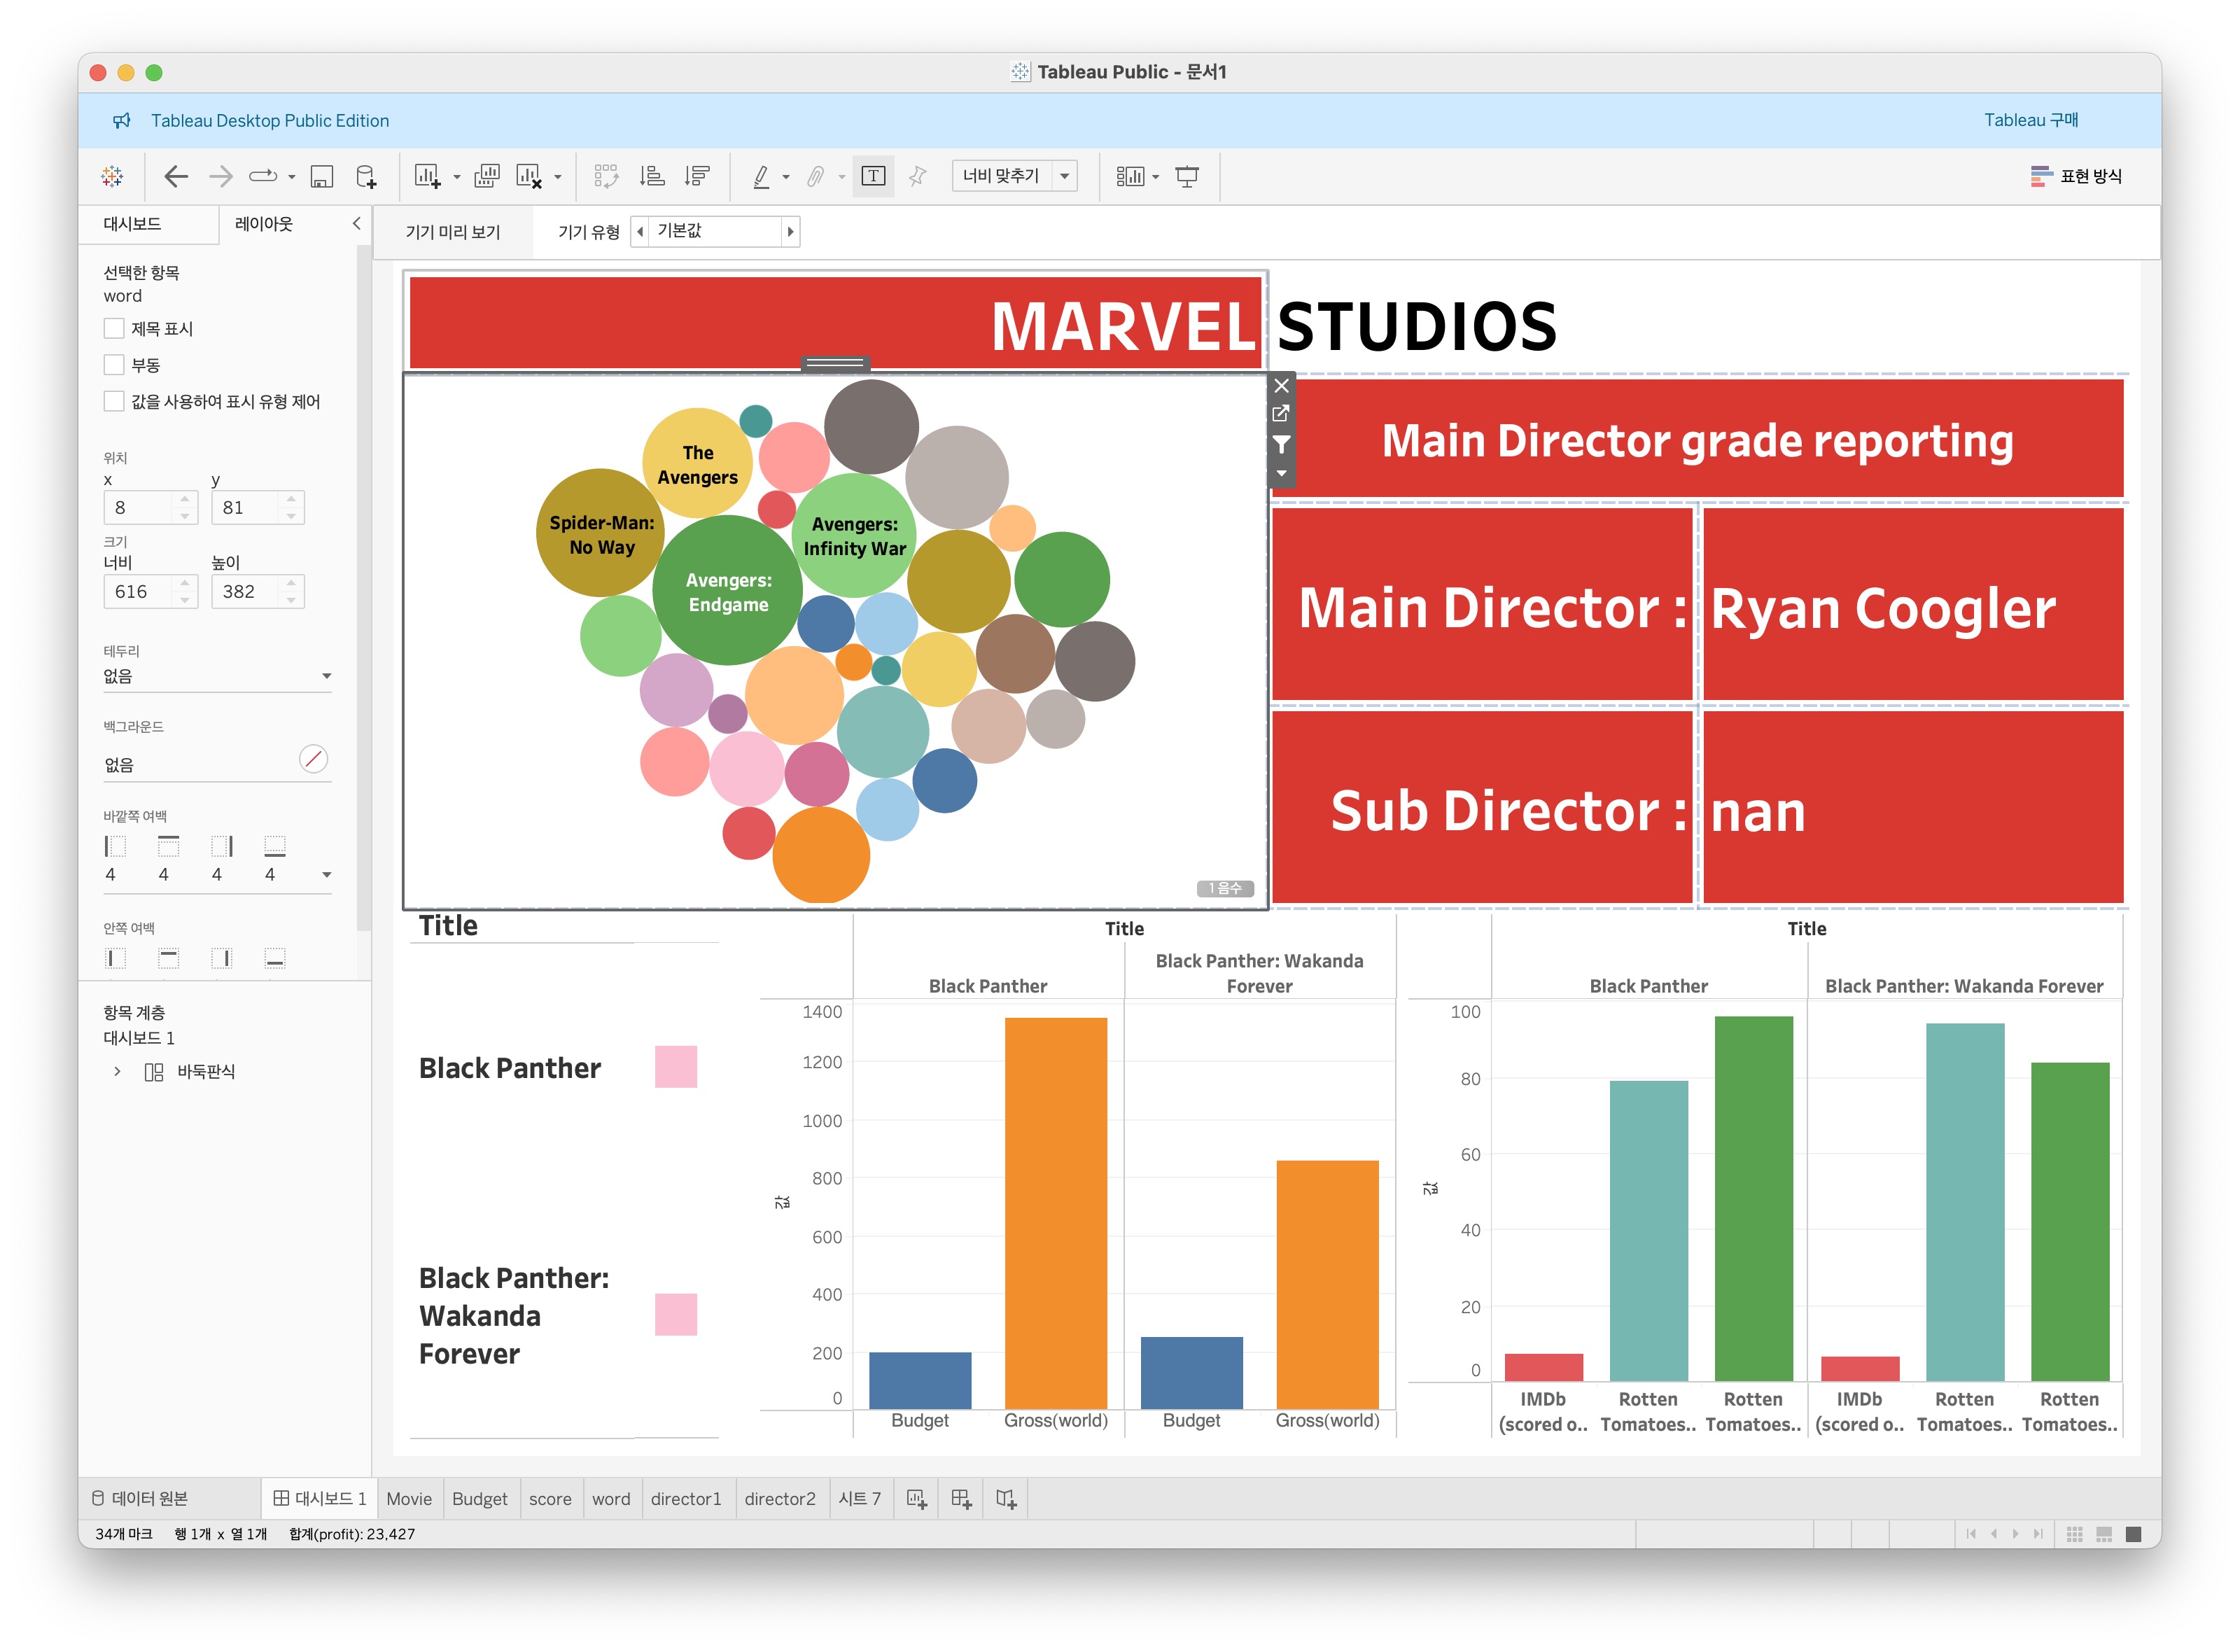 Tableau Public - 문서1
Tableau Desktop Public Edition
Tableau 구매
너비 맞추기
표현 방식
대시보드
레이아웃
기기 미리 보기
기기 유형
기본값
선택한 항목
word
제목 표시
부동
값을 사용하여 표시 유형 제어
위치
x y
8 81
크기
너비 높이
616 382
테두리
없음
백그라운드
없음
바깥쪽 여백
4 4 4 4
안쪽 여백
항목 계층
대시보드 1
바둑판식
MARVEL STUDIOS
The
Avengers
Spider-Man:
No Way
Avengers:
Infinity War
Avengers:
Endgame
1 음수
Main Director grade reporting
Main Director : Ryan Coogler
Sub Director : nan
Title
Black Panther
Black Panther:
Wakanda
Forever
Title
Black Panther
Black Panther: Wakanda
Forever
1400
1200
1000
800
600
400
200
0
값
Budget Gross(world) Budget Gross(world)
Title
Black Panther Black Panther: Wakanda Forever
100
80
60
40
20
0
값
IMDb Rotten Rotten IMDb Rotten Rotten
(scored o.. Tomatoes.. Tomatoes.. (scored o.. Tomatoes.. Tomatoes..
데이터 원본 대시보드 1 Movie Budget score word director1 director2 시트 7
34개 마크 행 1개 x 열 1개 합계(profit): 23,427